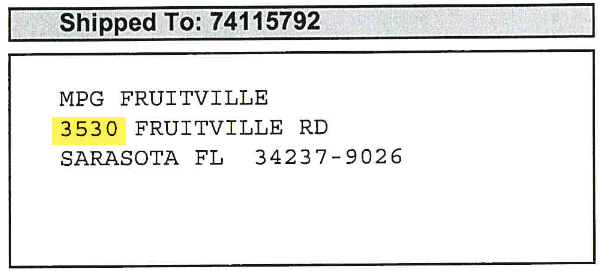 Shipped To: 74115792
MPG FRUITVILLE
3530 FRUITVILLE RD
SARASOTA FL 34237-9026